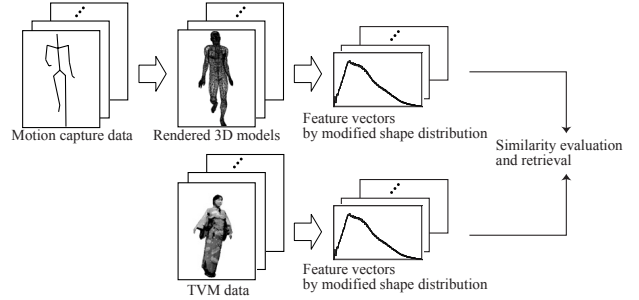 Motion capture data
Rendered 3D models
Feature vectors
by modified shape distribution
Similarity evaluation
and retrieval
TVM data
Feature vectors
by modified shape distribution